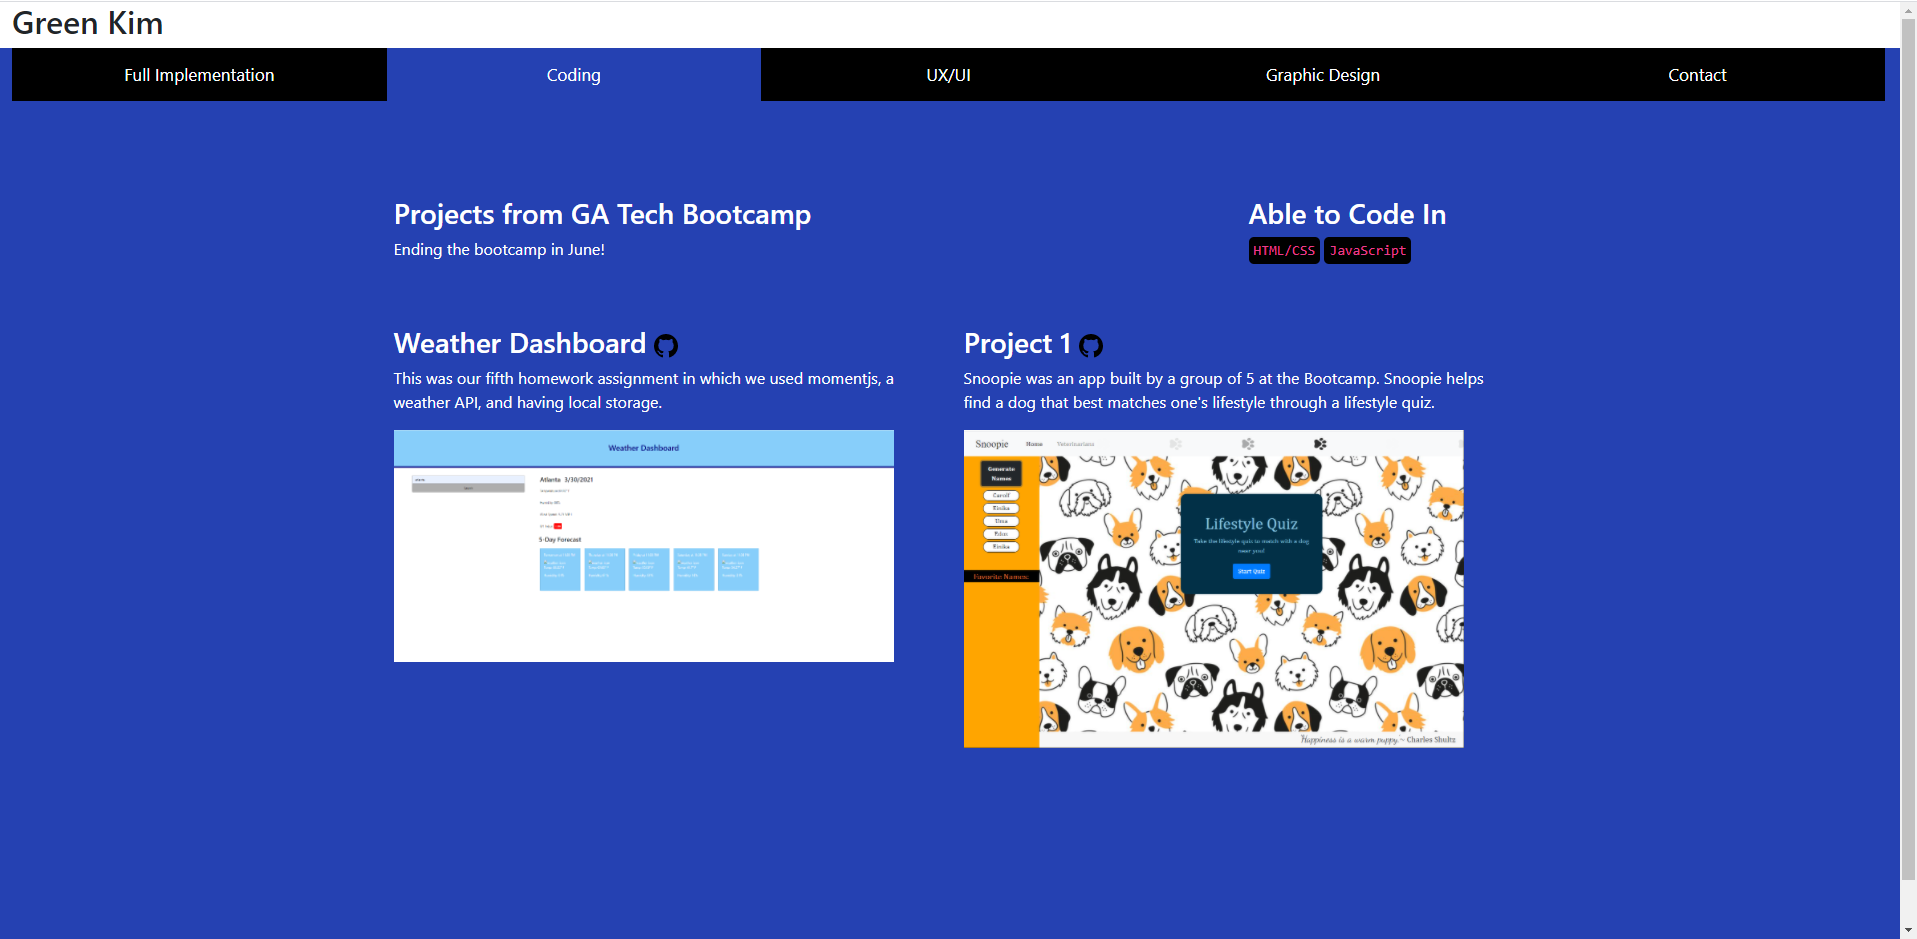 Green Kim
Full Implementation
Coding
UX/UI
Graphic Design
Contact
Projects from GA Tech Bootcamp
Ending the bootcamp in June!
Able to Code In
HTML/CSS JavaScript
Weather Dashboard
This was our fifth homework assignment in which we used momentjs, a
weather API, and having local storage.
Weather Dashboard
Atlanta 3/30/2021
5-Day Forecast
Project 1
Snoopie was an app built by a group of 5 at the Bootcamp. Snoopie helps
find a dog that best matches one's lifestyle through a lifestyle quiz.
Snoopie Home Veterinarians
Generate
Names
Uma
Favorite Names:
Lifestyle Quiz
Take the lifestyle quiz to match with a dog
near you!
Start Quiz
Happiness is a warm puppy ~ Charles Shultz